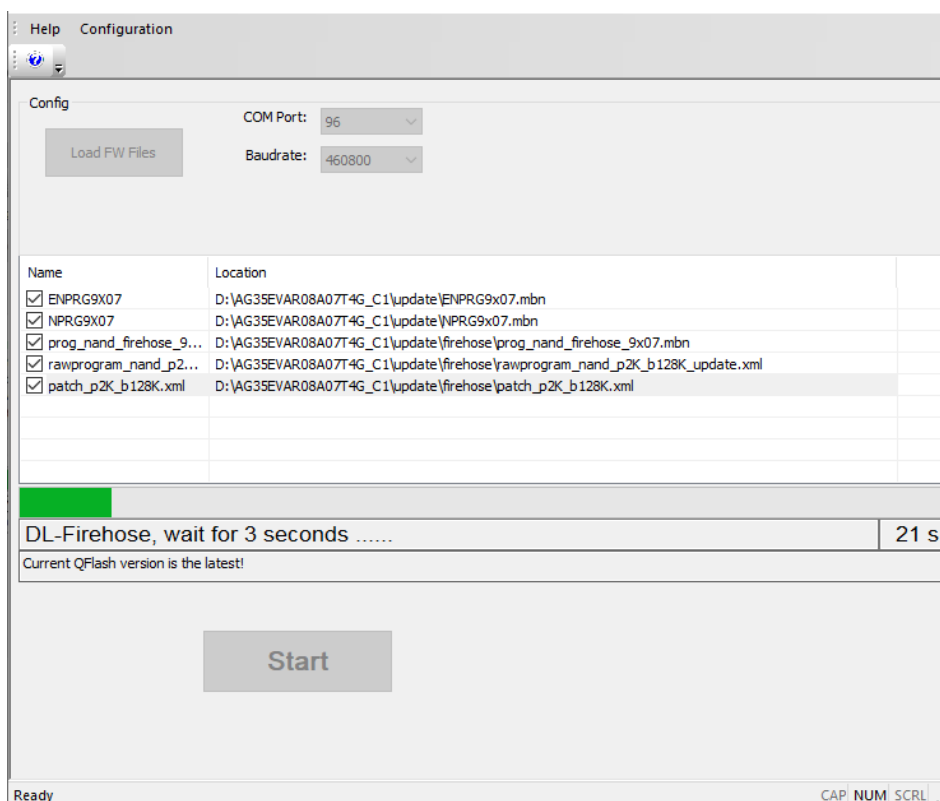 Help Configuration
Config
COM Port: 96
Load FW Files
Baudrate: 460800
Name Location
ENPRG9X07 D:\AG35EVAR08A07T4G_C1\update\ENPRG9x07.mbn
NPRG9X07 D:\AG35EVAR08A07T4G_C1\update\NPRG9x07.mbn
prog_nand_firehose_9... D:\AG35EVAR08A07T4G_C1\update\firehose\prog_nand_firehose_9x07.mbn
rawprogram_nand_p2... D:\AG35EVAR08A07T4G_C1\update\firehose\rawprogram_nand_p2K_b128K_update.xml
patch_p2K_b128K.xml D:\AG35EVAR08A07T4G_C1\update\firehose\patch_p2K_b128K.xml
DL-Firehose, wait for 3 seconds ...... 21 s
Current QFlash version is the latest!
Start
Ready CAP NUM SCRL